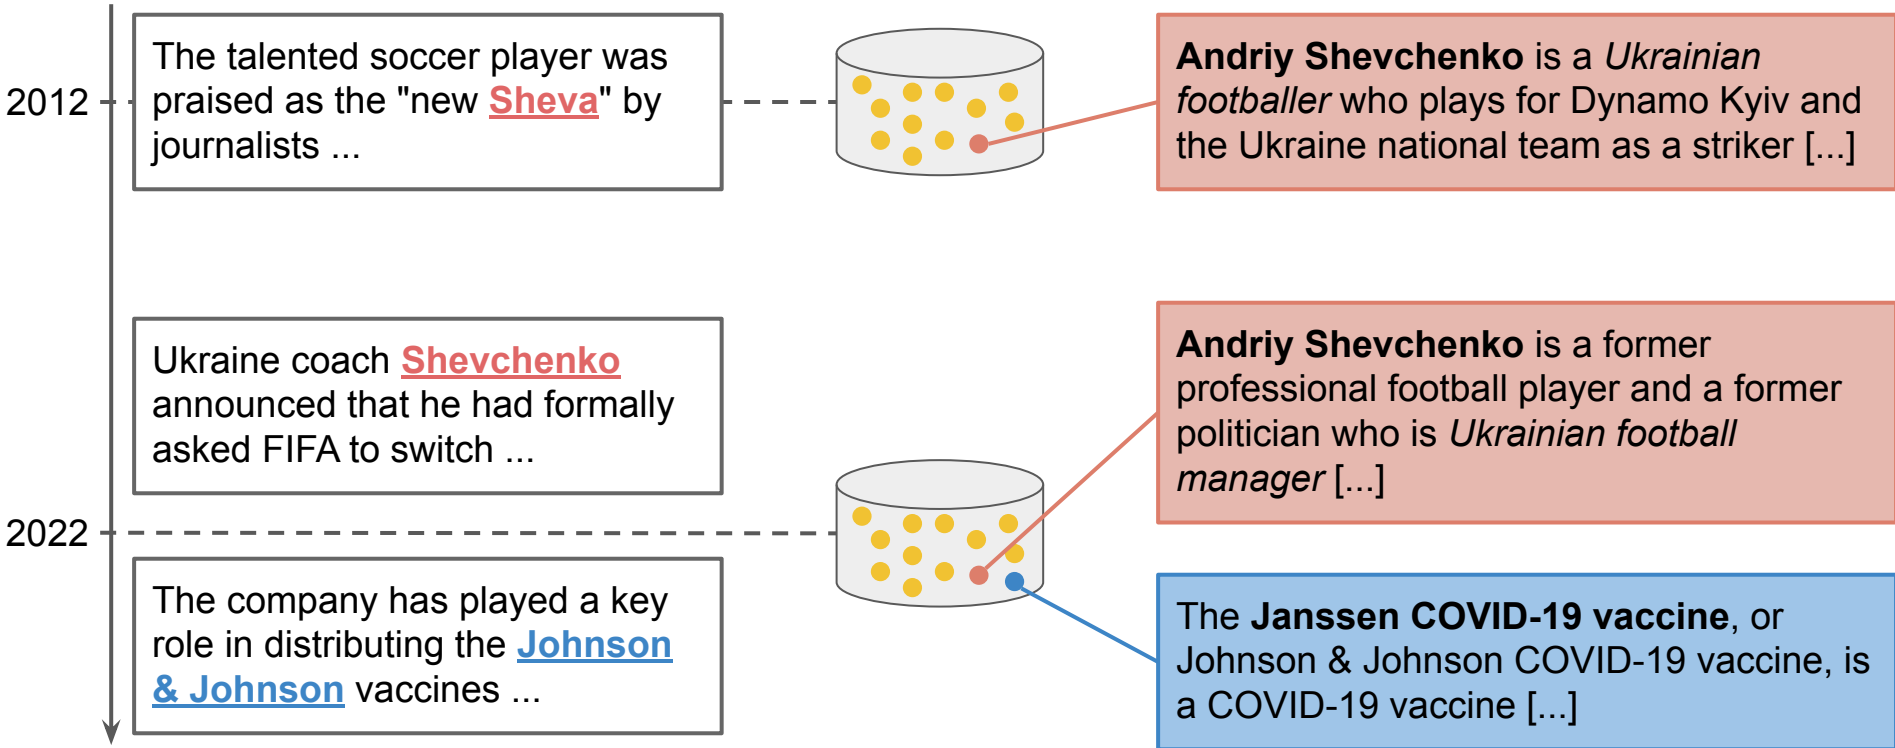 2012
The talented soccer player was
praised as the "new Sheva" by
journalists ...
Andriy Shevchenko is a Ukrainian
footballer who plays for Dynamo Kyiv and
the Ukraine national team as a striker [...]
Ukraine coach Shevchenko
announced that he had formally
asked FIFA to switch ...
Andriy Shevchenko is a former
professional football player and a former
politician who is Ukrainian football
manager [...]
2022
The company has played a key
role in distributing the Johnson
& Johnson vaccines ...
The Janssen COVID-19 vaccine, or
Johnson & Johnson COVID-19 vaccine, is
a COVID-19 vaccine [...]